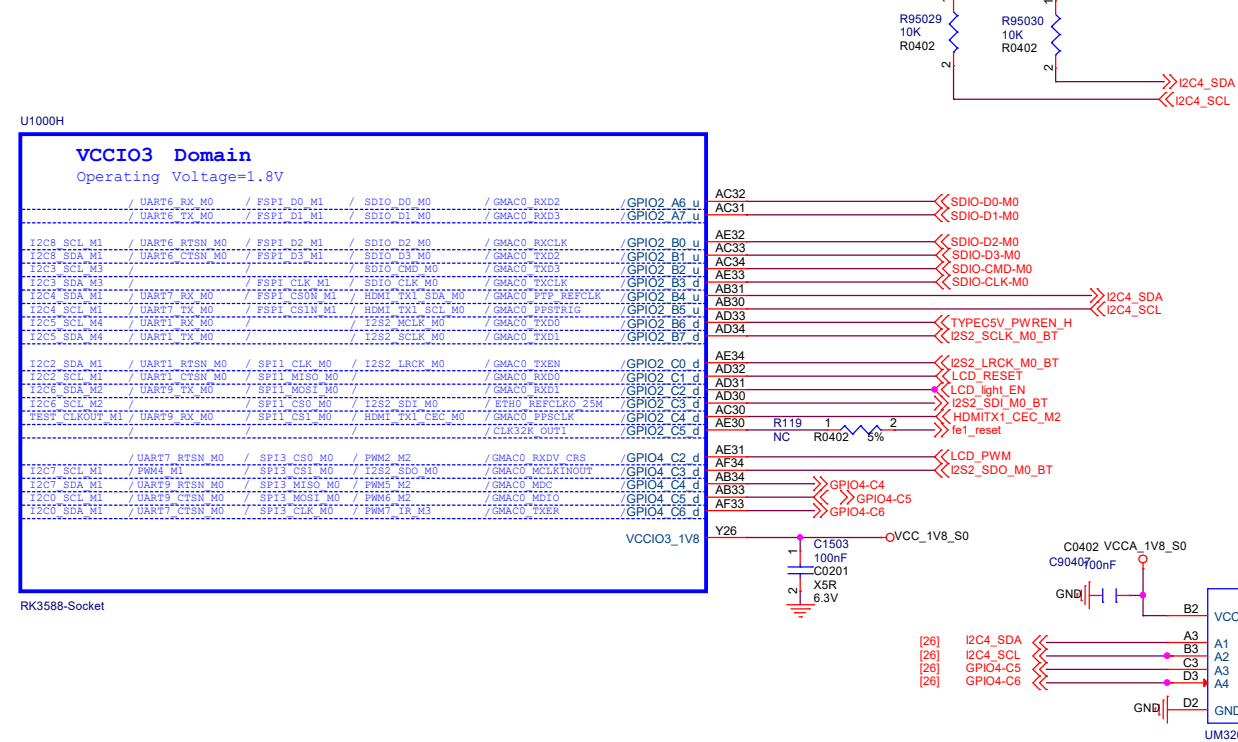 R95029
10K
R0402
2
1
R95030
10K
R0402
2
1
I2C4_SDA
I2C4_SCL
U1000H
VCCIO3 Domain
Operating Voltage=1.8V
/ UART6_RX_M0 / FSPI_D0_M1 / SDIO_D0_M0 / GMAC0_RXD2 /GPIO2_A6_u AC32 SDIO-D0-M0
/ UART6_TX_M0 / FSPI_D1_M1 / SDIO_D1_M0 / GMAC0_RXD3 /GPIO2_A7_u AC31 SDIO-D1-M0
I2C8_SCL_M1 / UART6_RTSN_M0 / FSPI_D2_M1 / SDIO_D2_M0 / GMAC0_RXCLK /GPIO2_B0_u AE32 SDIO-D2-M0
I2C8_SDA_M1 / UART6_CTSN_M0 / FSPI_D3_M1 / SDIO_D3_M0 / GMAC0_TXD2 /GPIO2_B1_u AC33 SDIO-D3-M0
I2C3_SCL_M3 / / / SDIO_CMD_M0 / GMAC0_TXD3 /GPIO2_B2_u AC34 SDIO-CMD-M0
I2C3_SDA_M3 / / FSPI_CLK_M1 / SDIO_CLK_M0 / GMAC0_TXCLK /GPIO2_B3_d AE33 SDIO-CLK-M0
I2C4_SDA_M1 / UART7_RX_M0 / FSPI_CS0N_M1 / HDMI_TX1_SDA_M0 / GMAC0_PTP_REFCLK /GPIO2_B4_u AB31 I2C4_SDA
I2C4_SCL_M1 / UART7_TX_M0 / FSPI_CS1N_M1 / HDMI_TX1_SCL_M0 / GMAC0_PPSTRIG /GPIO2_B5_u AB30 I2C4_SCL
I2C5_SCL_M4 / UART1_RX_M0 / / I2S2_MCLK_M0 / GMAC0_TXD0 /GPIO2_B6_d AD33 TYPEC5V_PWREN_H
I2C5_SDA_M4 / UART1_TX_M0 / / I2S2_SCLK_M0 / GMAC0_TXD1 /GPIO2_B7_d AD34 I2S2_SCLK_M0_BT
I2C2_SDA_M1 / UART1_RTSN_M0 / SPI1_CLK_M0 / I2S2_LRCK_M0 / GMAC0_TXEN /GPIO2_C0_d AE34 I2S2_LRCK_M0_BT
I2C2_SCL_M1 / UART1_CTSN_M0 / SPI1_MISO_M0 / / GMAC0_RXD0 /GPIO2_C1_d AD32 LCD_RESET
I2C6_SDA_M2 / UART9_TX_M0 / SPI1_MOSI_M0 / / GMAC0_RXD1 /GPIO2_C2_d AD31 LCD_light_EN
I2C6_SCL_M2 / / SPI1_CS0_M0 / I2S2_SDI_M0 / ETH0_REFCLKO_25M /GPIO2_C3_d AD30 I2S2_SDI_M0_BT
TEST_CLKOUT_M1 / UART9_RX_M0 / SPI1_CS1_M0 / HDMI_TX1_CEC_M0 / GMAC0_PPSCLK /GPIO2_C4_d AC30 HDMITX1_CEC_M2
/ / / /CLK32K_OUT1 /GPIO2_C5_d AE30 R119 1 2 fe1_reset
NC R0402 5%
/ UART7_RTSN_M0 / SPI3_CS0_M0 / PWM2_M2 /GMAC0_RXDV_CRS /GPIO4_C2_d AE31 LCD_PWM
I2C7_SCL_M1 / PWM4_M1 / SPI3_CS1_M0 / I2S2_SDO_M0 /GMAC0_MCLKINOUT /GPIO4_C3_d AF34 I2S2_SDO_M0_BT
I2C7_SDA_M1 / UART9_RTSN_M0 / SPI3_MISO_M0 / PWM5_M2 /GMAC0_MDC /GPIO4_C4_d AB34 GPIO4-C4
I2C0_SCL_M1 / UART9_CTSN_M0 / SPI3_MOSI_M0 / PWM6_M2 /GMAC0_MDIO /GPIO4_C5_d AB33 GPIO4-C5
I2C0_SDA_M1 / UART7_CTSN_M0 / SPI3_CLK_M0 / PWM7_IR_M3 /GMAC0_TXER /GPIO4_C6_d AF33 GPIO4-C6
VCCIO3_1V8 Y26 VCC_1V8_S0
1
C1503
100nF
C0201
X5R
2
6.3V
RK3588-Socket
C0402 VCCA_1V8_S0
C90407 100nF
GND
B2 VCC
[26] I2C4_SDA A3 A1
[26] I2C4_SCL B3 A2
[26] GPIO4-C5 C3 A3
[26] GPIO4-C6 D3 A4
GND D2 GND
UM320